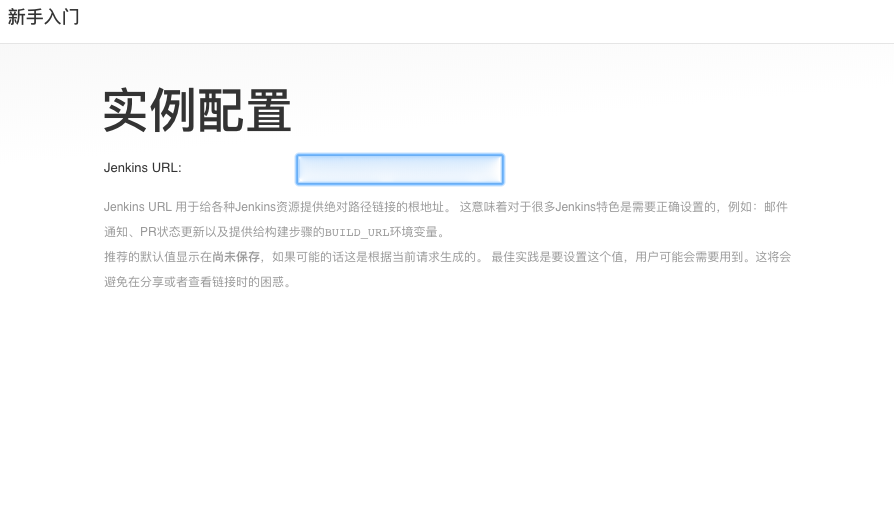 新手入门
实例配置
Jenkins URL:
Jenkins URL 用于给各种Jenkins资源提供绝对路径链接的根地址。 这意味着对于很多Jenkins特色是需要正确设置的，例如：邮件
通知、PR状态更新以及提供给构建步骤的BUILD_URL环境变量。
推荐的默认值显示在尚未保存，如果可能的话这是根据当前请求生成的。 最佳实践是要设置这个值，用户可能会需要用到。这将会
避免在分享或者查看链接时的困惑。